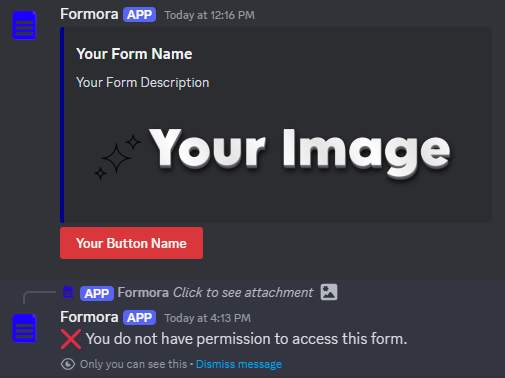 Formora APP Today at 12:16 PM
Your Form Name
Your Form Description
Your Image
Your Button Name
APP Formora Click to see attachment
Formora APP Today at 4:13 PM
❌ You do not have permission to access this form.
Only you can see this • Dismiss message